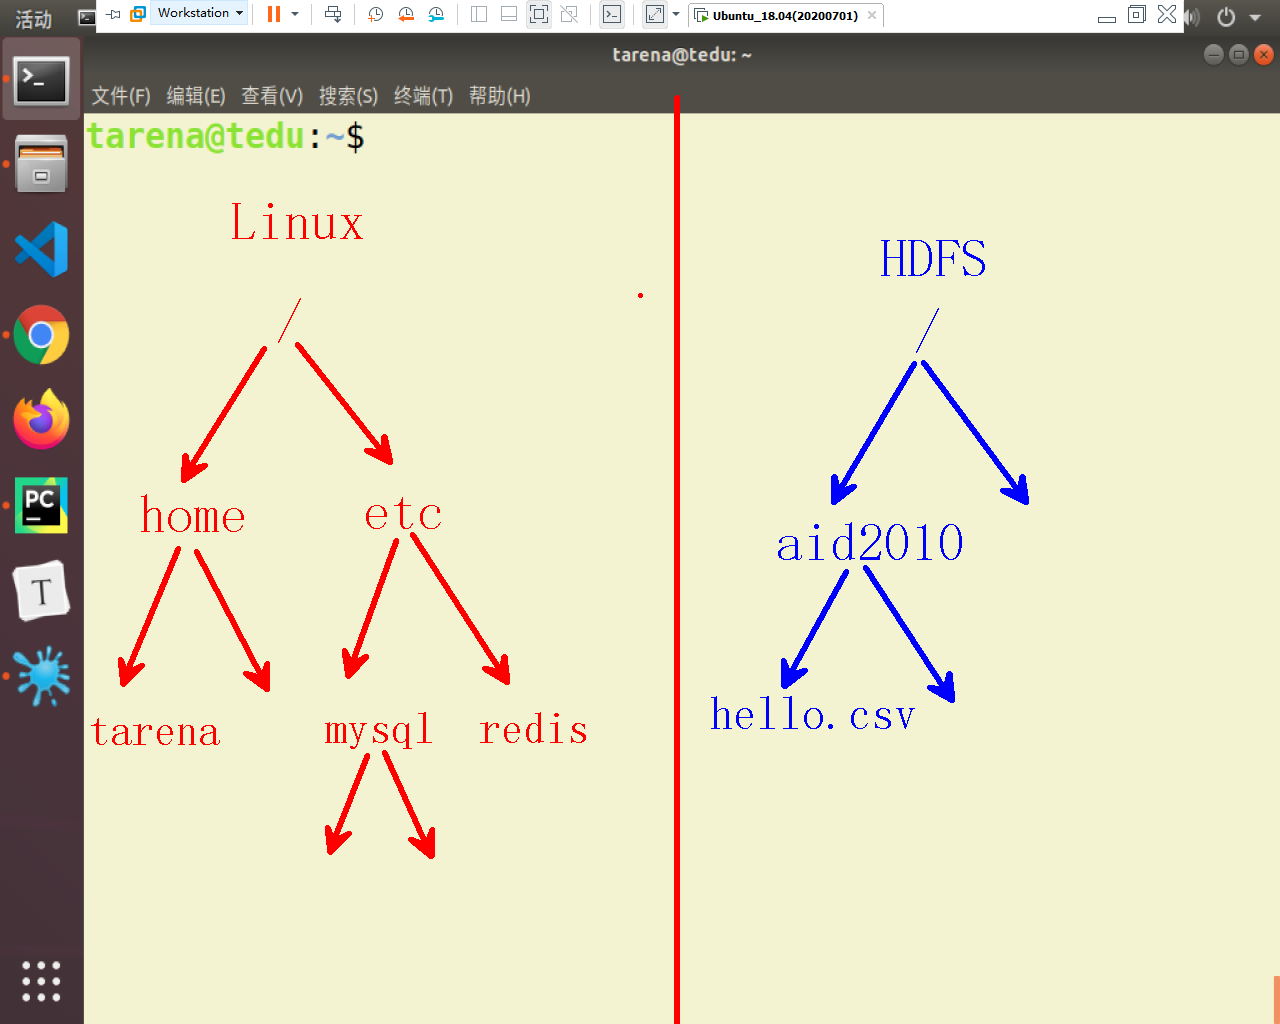 活动
Workstation
Ubuntu_18.04(20200701)
tarena@tedu: ~
文件(F) 编辑(E) 查看(V) 搜索(S) 终端(T) 帮助(H)
tarena@tedu:~$
Linux
/
home etc
tarena mysql redis
HDFS
/
aid2010
hello.csv
PC
T